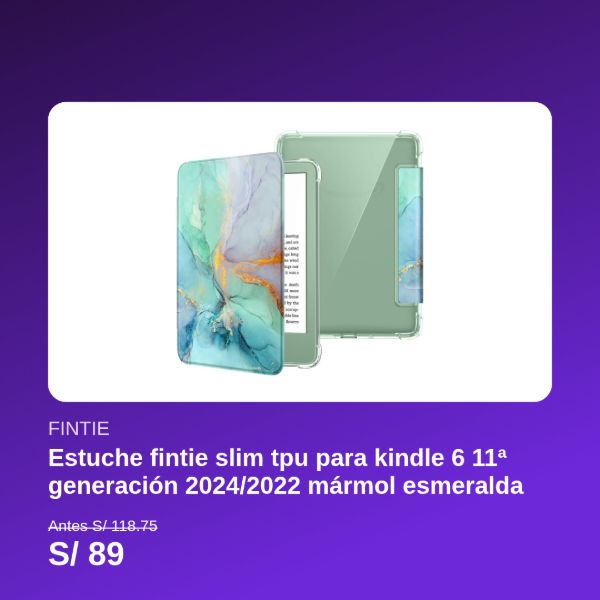 FINTIE
Estuche fintie slim tpu para kindle 6 11ª
generación 2024/2022 mármol esmeralda
Antes S/ 118.75
S/ 89